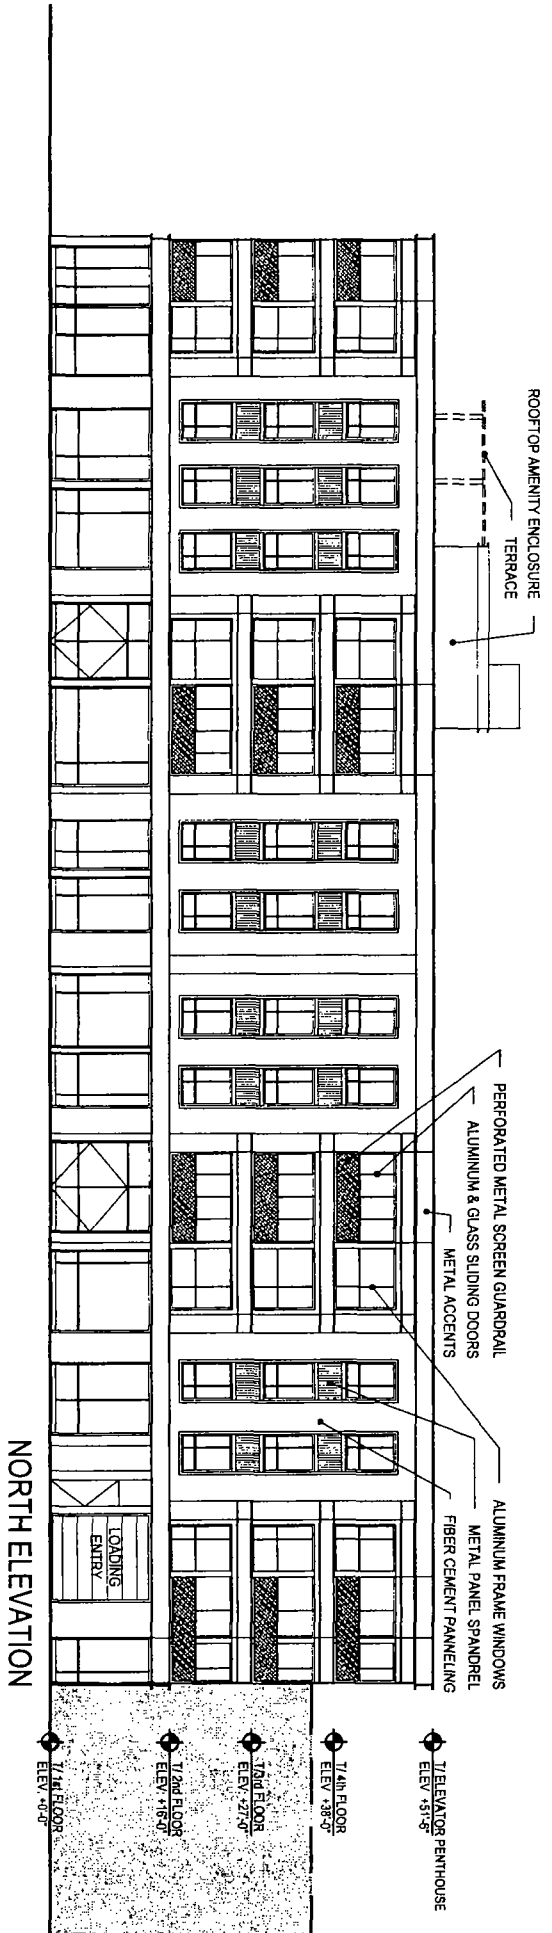 ROOFTOP AMENITY ENCLOSURE
TERRACE
PERFORATED METAL SCREEN GUARDRAIL
ALUMINUM & GLASS SLIDING DOORS
METAL ACCENTS
ALUMINUM FRAME WINDOWS
METAL PANEL SPANDREL
FIBER CEMENT PANNELING
T/ ELEVATOR PENTHOUSE
ELEV. +51'-6"
T/ 4th FLOOR
ELEV. +38'-0"
T/3rd FLOOR
ELEV. +27'-0"
T/ 2nd FLOOR
ELEV. +16'-0"
T/ 1st FLOOR
ELEV. +0'-0"
LOADING
ENTRY
NORTH ELEVATION